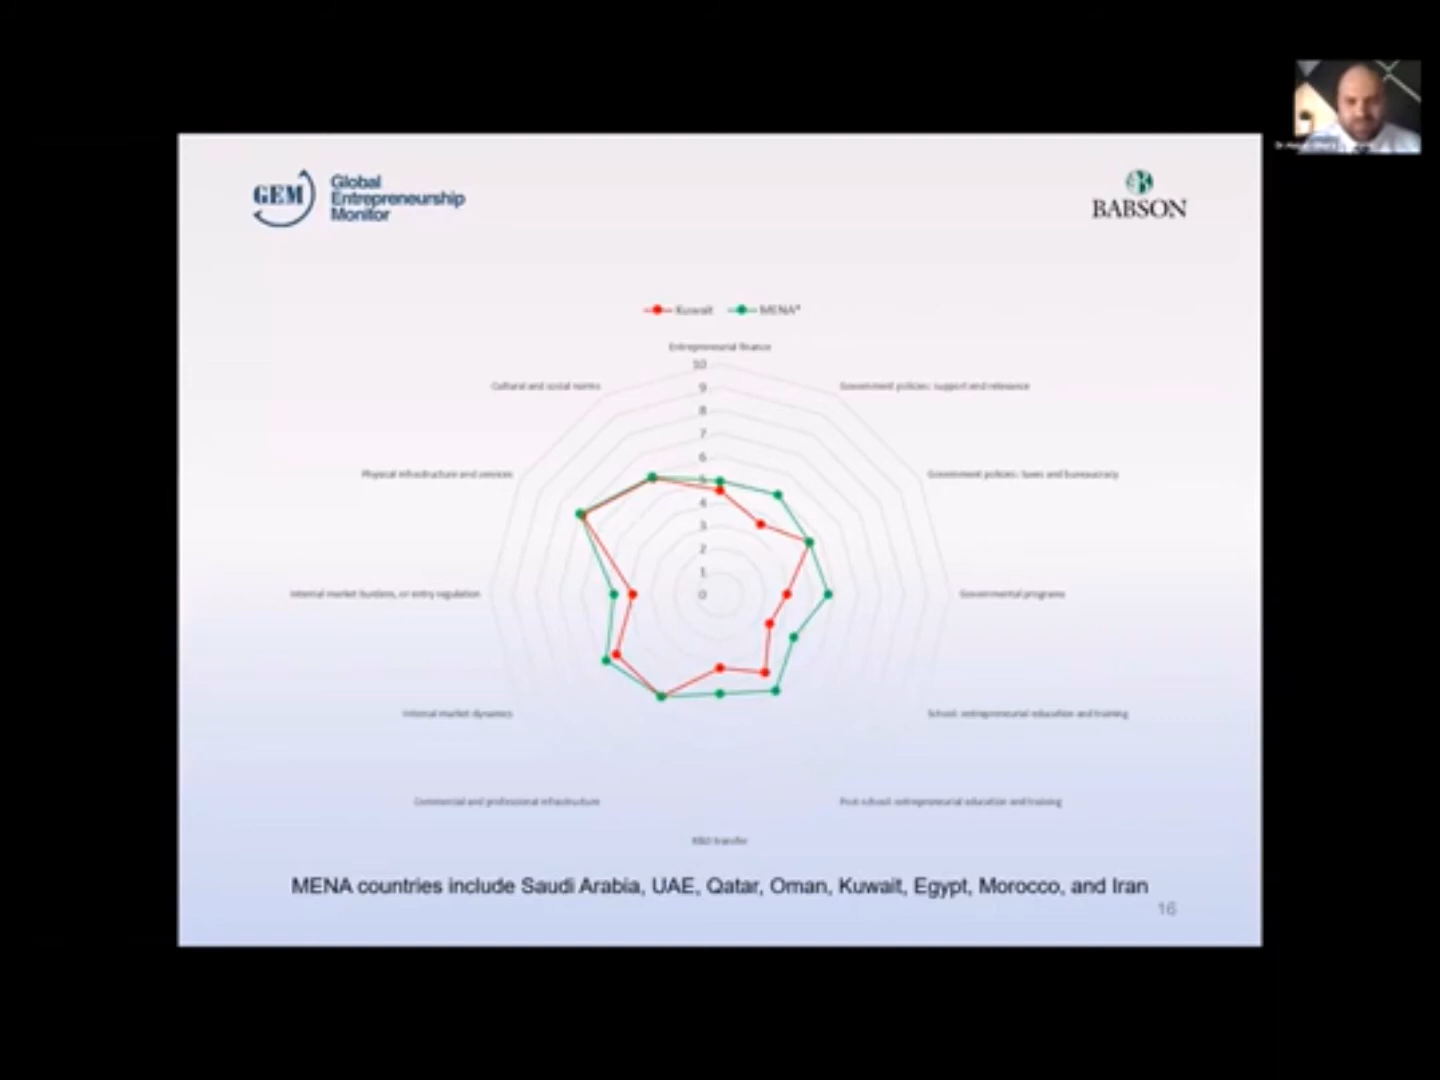 GEM
Global
Entrepreneurship
Monitor
BABSON
Kuwait
MENA*
Entrepreneurial finance
10
9
8
7
6
5
4
3
2
1
0
Cultural and social norms
Government policies: support and relevance
Physical infrastructure and services
Government policies: taxes and bureaucracy
Internal market burdens, or entry regulation
Governmental programs
Internal market dynamics
School: entrepreneurial education and training
Commercial and professional infrastructure
Post-school: entrepreneurial education and training
R&D transfer
MENA countries include Saudi Arabia, UAE, Qatar, Oman, Kuwait, Egypt, Morocco, and Iran
16